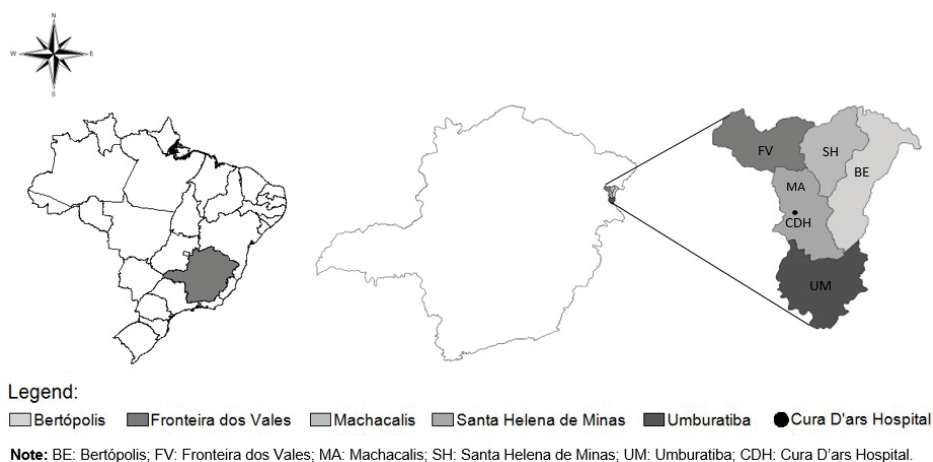 N
W E
S
FV
SH
BE
MA
CDH
UM
Legend:
Bertópolis Fronteira dos Vales Machacalis Santa Helena de Minas Umburatiba Cura D'ars Hospital
Note: BE: Bertópolis; FV: Fronteira dos Vales; MA: Machacalis; SH: Santa Helena de Minas; UM: Umburatiba; CDH: Cura D'ars Hospital.